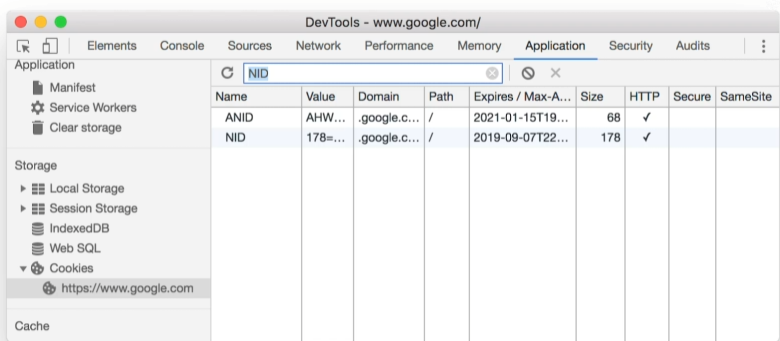 DevTools - www.google.com/
Elements Console Sources Network Performance Memory Application Security Audits
Application
Manifest
Service Workers
Clear storage
Storage
Local Storage
Session Storage
IndexedDB
Web SQL
Cookies
https://www.google.com
Cache
NID
Name Value Domain Path Expires / Max-A... Size HTTP Secure SameSite
ANID AHW... .google.c... / 2021-01-15T19... 68 ✓
NID 178=... .google.c... / 2019-09-07T22... 178 ✓